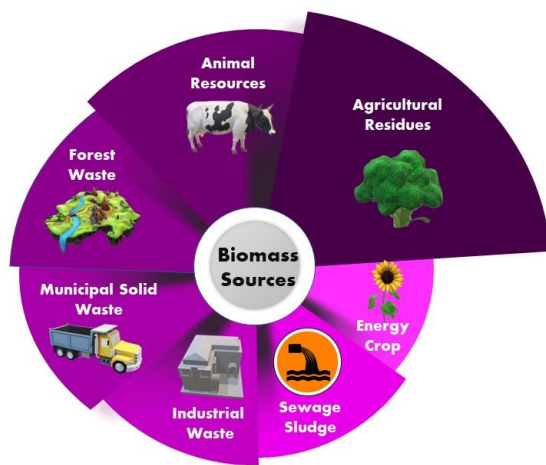 Animal
Resources
Agricultural
Residues
Forest
Waste
Biomass
Sources
Municipal Solid
Waste
Energy
Crop
Industrial
Waste
Sewage
Sludge